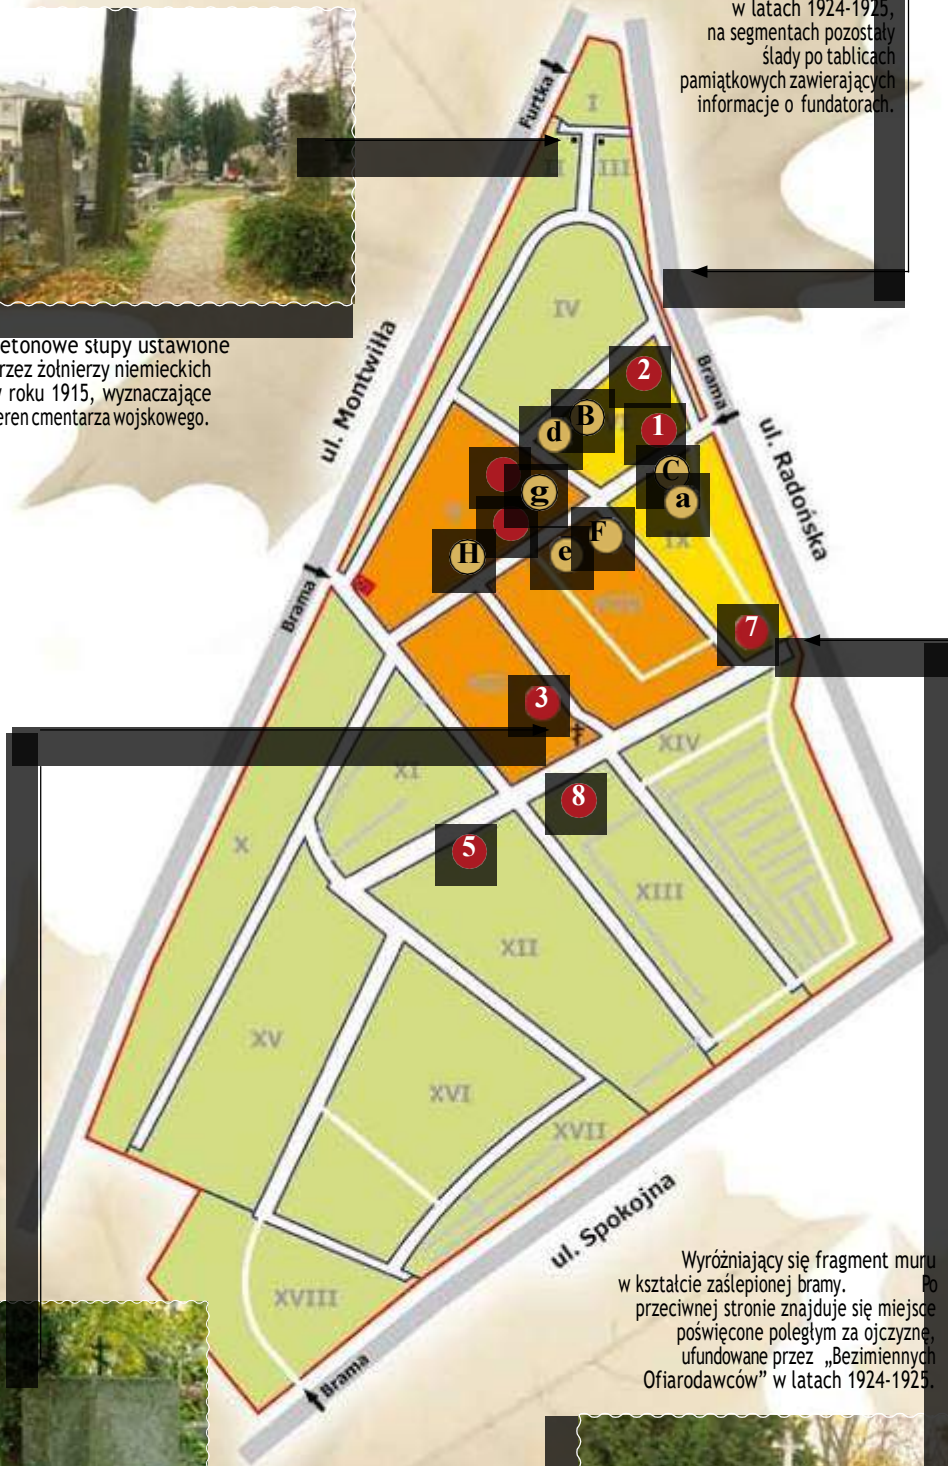 w latach 1924-1925,
na segmentach pozostały
ślady po tablicach
pamiątkowych zawierających
informacje o fundatorach.
Furtka
I
II
III
IV
etonowe słupy ustawione
rzez żołnierzy niemieckich
roku 1915, wyznaczające
eren cmentarza wojskowego.
ul. Montwiłła
Brama
ul. Radońska
2
B
1
d
C
g
a
F
H
e
IX
Brama
7
3
XIV
XI
8
X
5
XIII
XII
XV
XVI
XVII
ul. Spokojna
XVIII
Brama
Wyróżniający się fragment muru
w kształcie zaślepionej bramy. Po
przeciwnej stronie znajduje się miejsce
poświęcone poległym za ojczyznę,
ufundowane przez „Bezimiennych
Ofiarodawców” w latach 1924-1925.